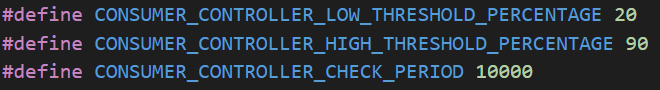 #define CONSUMER_CONTROLLER_LOW_THRESHOLD_PERCENTAGE 20
#define CONSUMER_CONTROLLER_HIGH_THRESHOLD_PERCENTAGE 90
#define CONSUMER_CONTROLLER_CHECK_PERIOD 10000